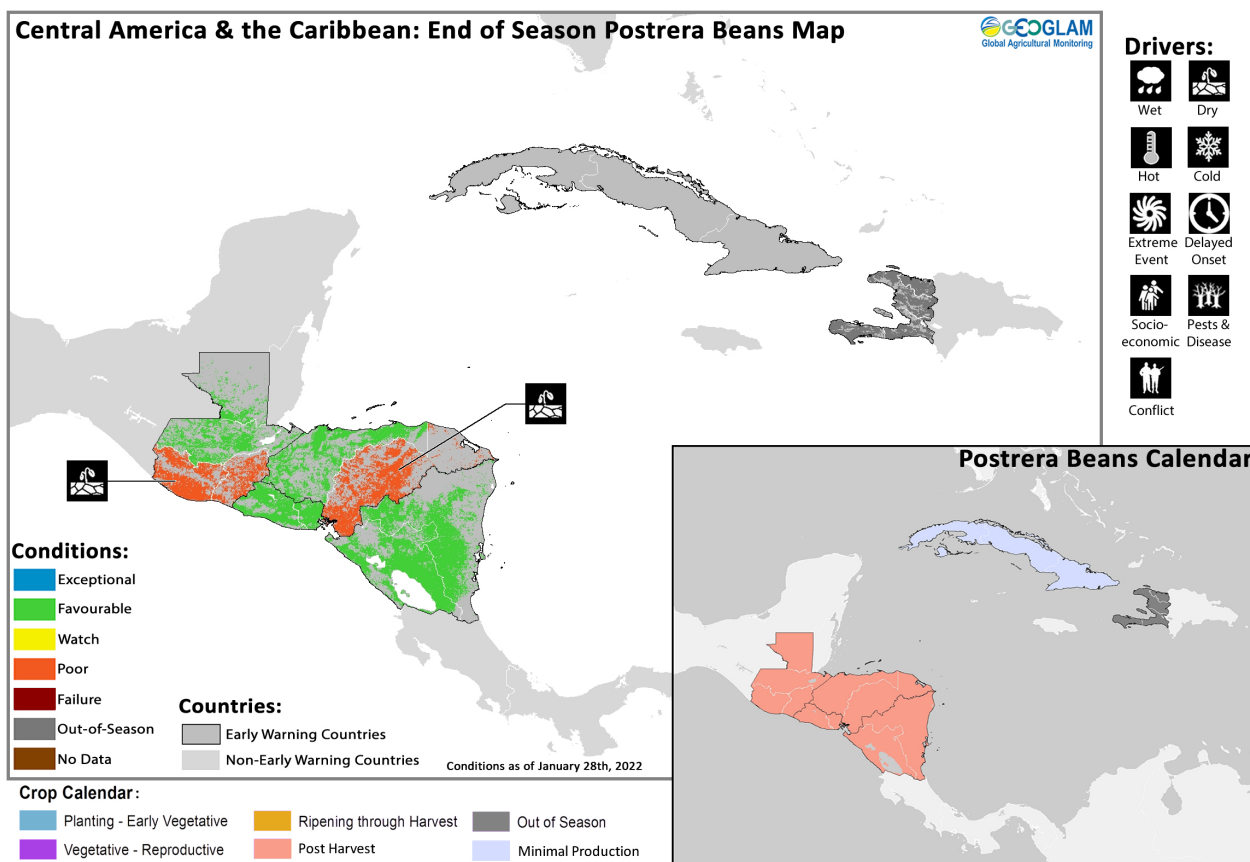 Central America & the Caribbean: End of Season Postrera Beans Map
GEOGLAM
Global Agricultural Monitoring
Drivers:
Wet
Dry
Hot
Cold
Extreme
Event
Delayed
Onset
Socio-
economic
Pests &
Disease
Conflict
Postrera Beans Calendar
Conditions:
Exceptional
Favourable
Watch
Poor
Failure
Out-of-Season
No Data
Countries:
Early Warning Countries
Non-Early Warning Countries
Conditions as of January 28th, 2022
Crop Calendar:
Planting - Early Vegetative
Ripening through Harvest
Out of Season
Vegetative - Reproductive
Post Harvest
Minimal Production